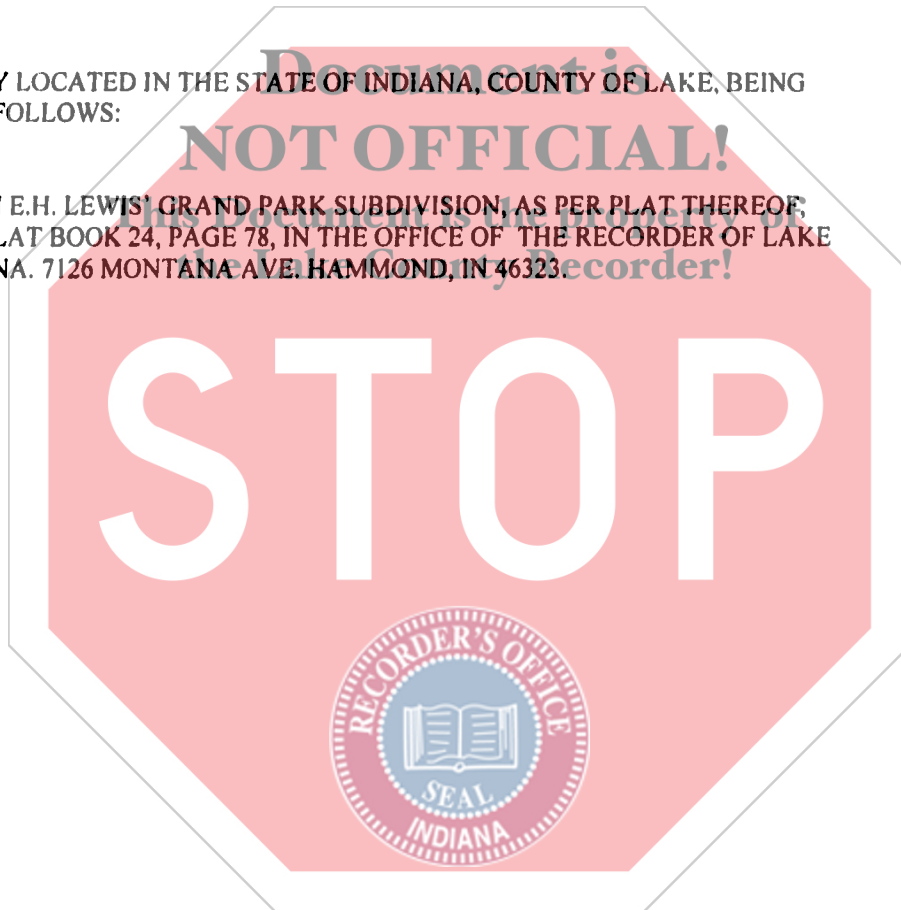 Document is
Y LOCATED IN THE STATE OF INDIANA, COUNTY OF LAKE, BEING
FOLLOWS:
NOT OFFICIAL!
E.H. LEWIS' GRAND PARK SUBDIVISION, AS PER PLAT THEREOF,
This Document is the property of
LAT BOOK 24, PAGE 78, IN THE OFFICE OF THE RECORDER OF LAKE
the Lake County Recorder!
NA. 7126 MONTANA AVE. HAMMOND, IN 46323.
STOP
RECORDER'S OFFICE
SEAL
INDIANA